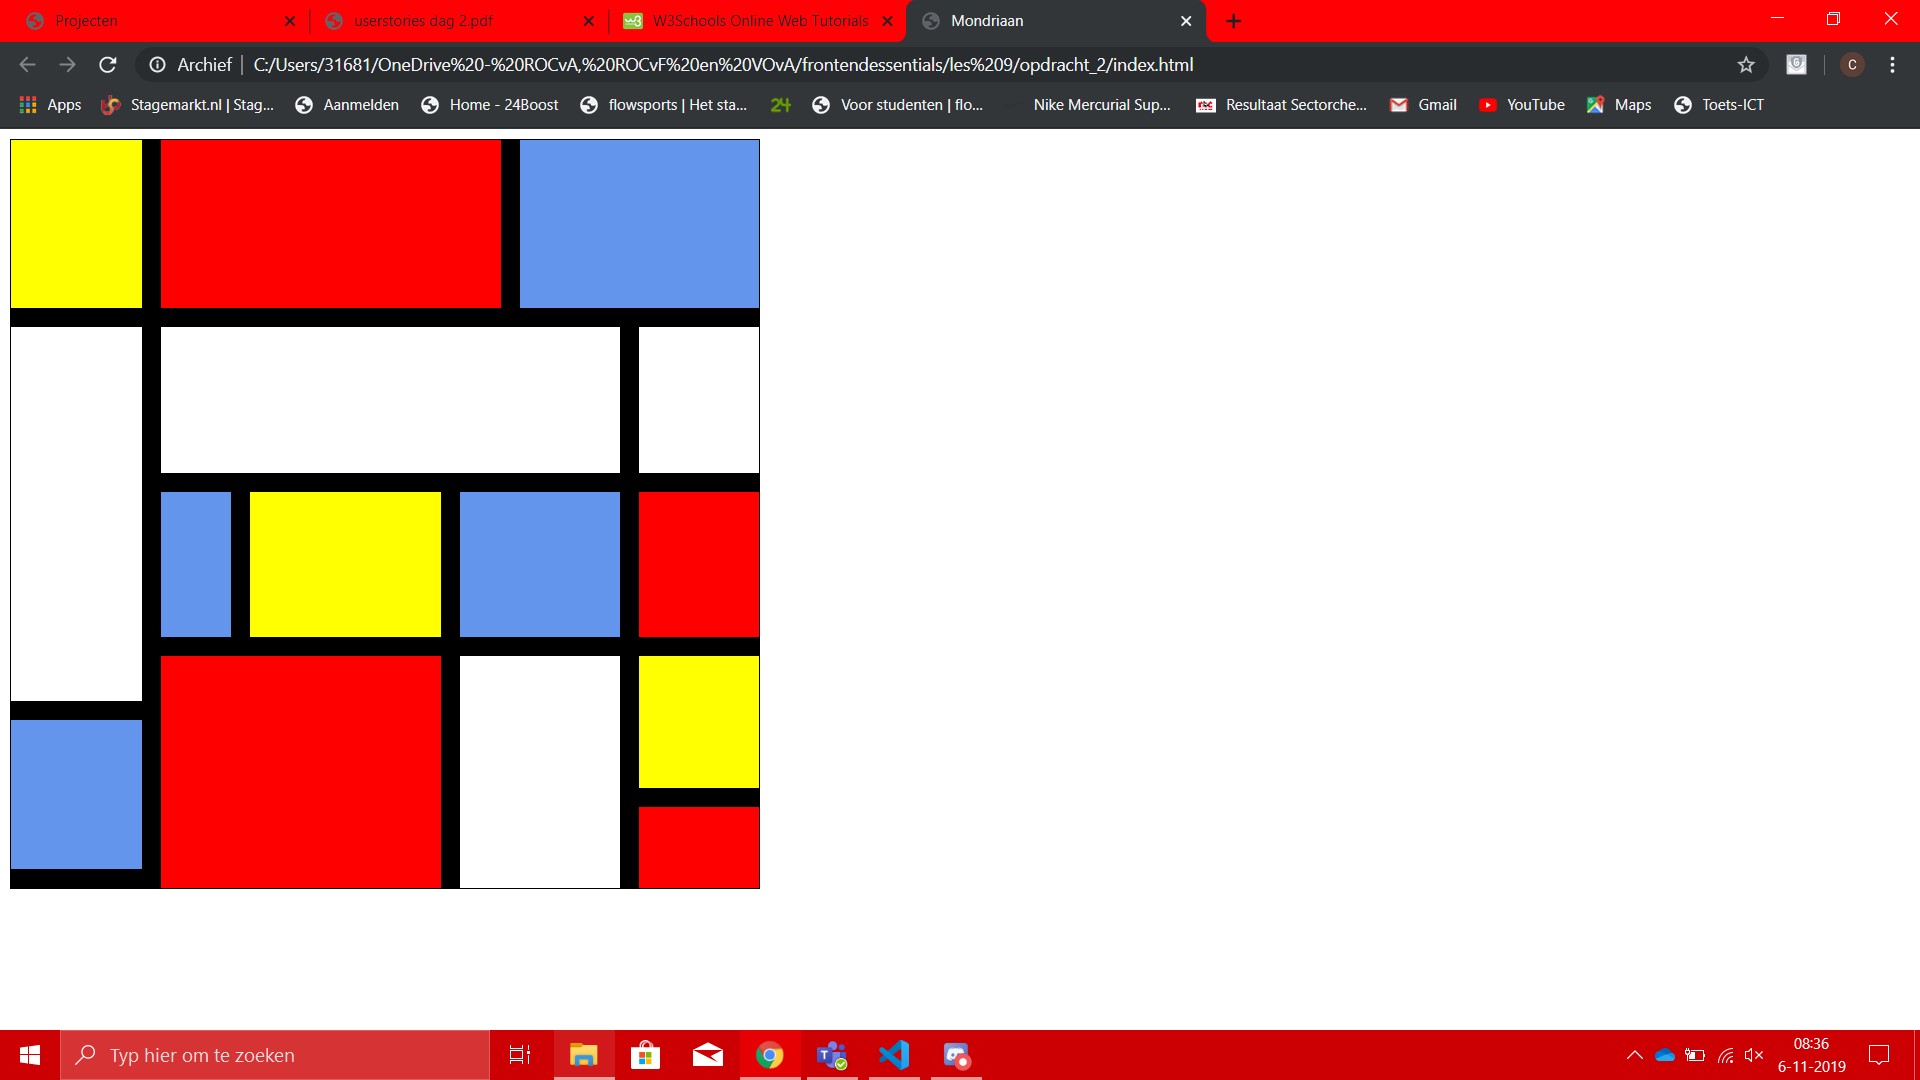 Projecten
userstories dag 2.pdf
W3Schools Online Web Tutorials
Mondriaan
Archief | C:/Users/31681/OneDrive%20-%20ROCvA,%20ROCvF%20en%20VOvA/frontendessentials/les%209/opdracht_2/index.html
C
Apps
Stagemarkt.nl | Stag...
Aanmelden
Home - 24Boost
flowsports | Het sta...
24
Voor studenten | flo...
Nike Mercurial Sup...
Resultaat Sectorche...
Gmail
YouTube
Maps
Toets-ICT
Typ hier om te zoeken
08:36
6-11-2019